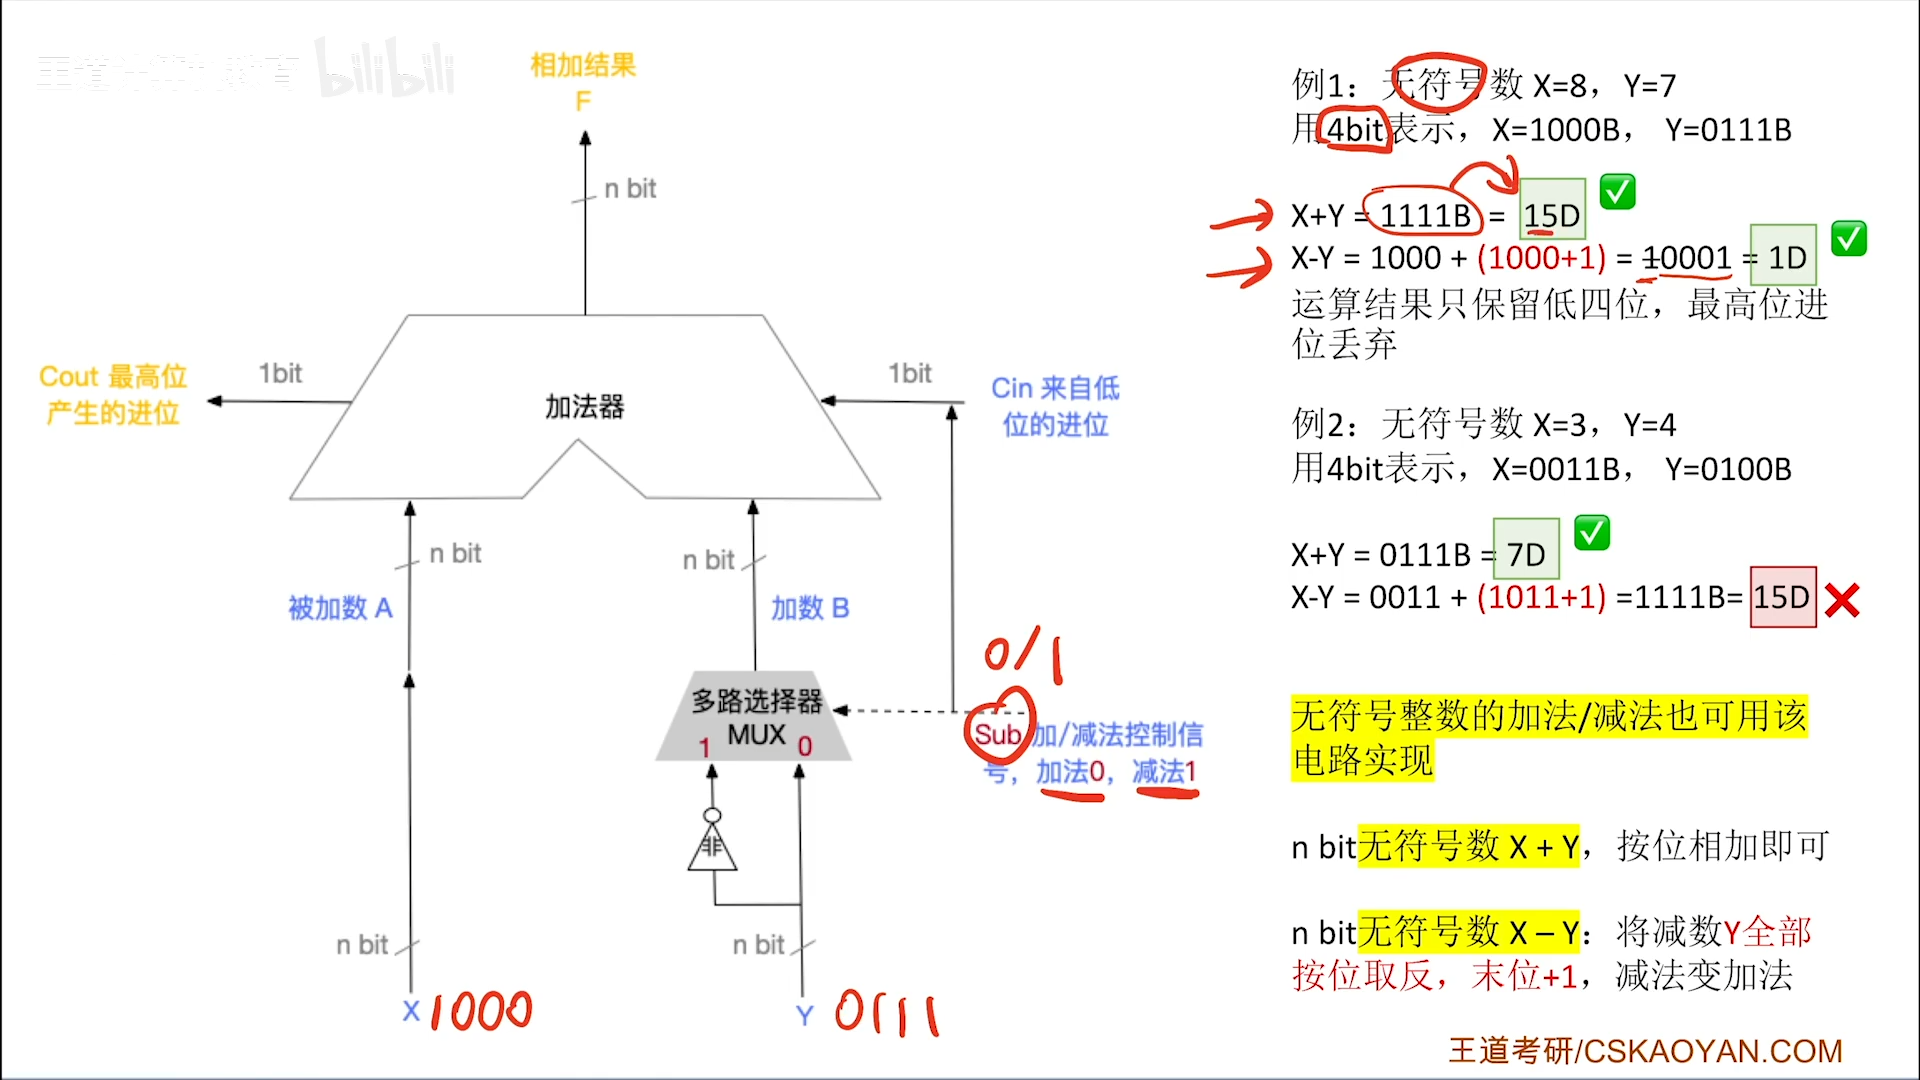 王道计算机教育 bilibili
相加结果
F
n bit
Cout 最高位
产生的进位
1bit
加法器
1bit
Cin 来自低
位的进位
n bit
被加数 A
n bit
加数 B
多路选择器
MUX
1
0
0/1
Sub 加/减法控制信
号，加法0，减法1
非
n bit
n bit
X 1000
Y 0111
例1：无符号数 X=8，Y=7
用4bit表示，X=1000B， Y=0111B
X+Y = 1111B = 15D
X-Y = 1000 + (1000+1) = 10001 = 1D
运算结果只保留低四位，最高位进
位丢弃
例2：无符号数 X=3，Y=4
用4bit表示，X=0011B， Y=0100B
X+Y = 0111B = 7D
X-Y = 0011 + (1011+1) =1111B= 15D
无符号整数的加法/减法也可用该
电路实现
n bit无符号数 X + Y，按位相加即可
n bit无符号数 X – Y：将减数Y全部
按位取反，末位+1，减法变加法
王道考研/CSKAOYAN.COM